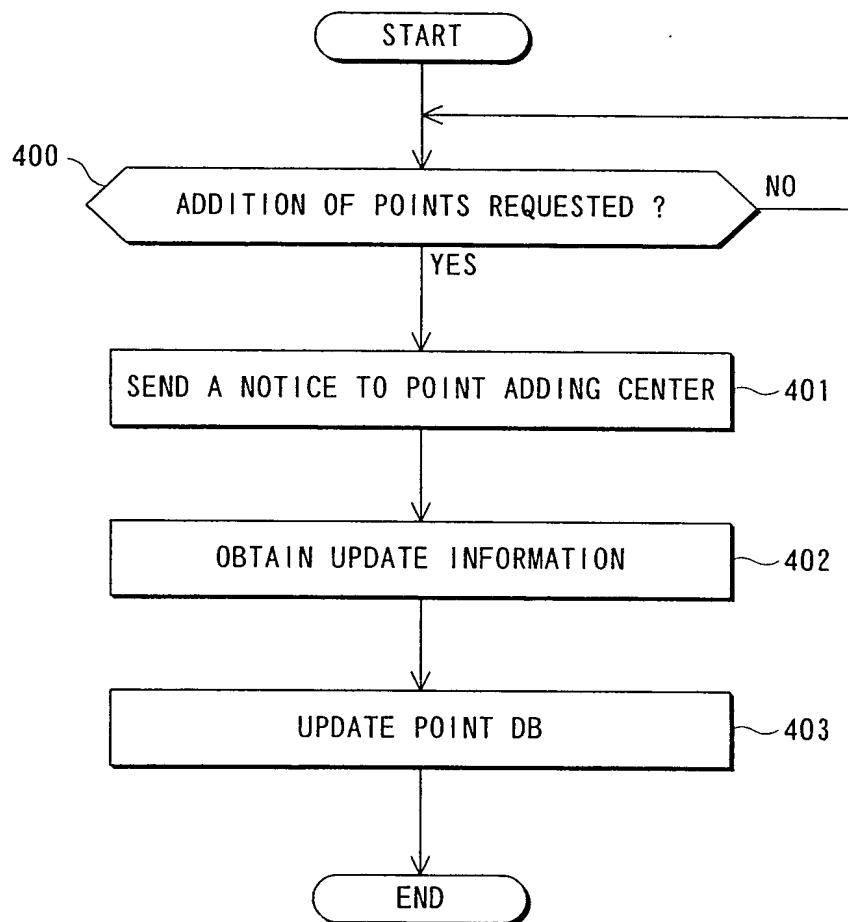 START
400
ADDITION OF POINTS REQUESTED ?
NO
YES
SEND A NOTICE TO POINT ADDING CENTER
401
OBTAIN UPDATE INFORMATION
402
UPDATE POINT DB
403
END